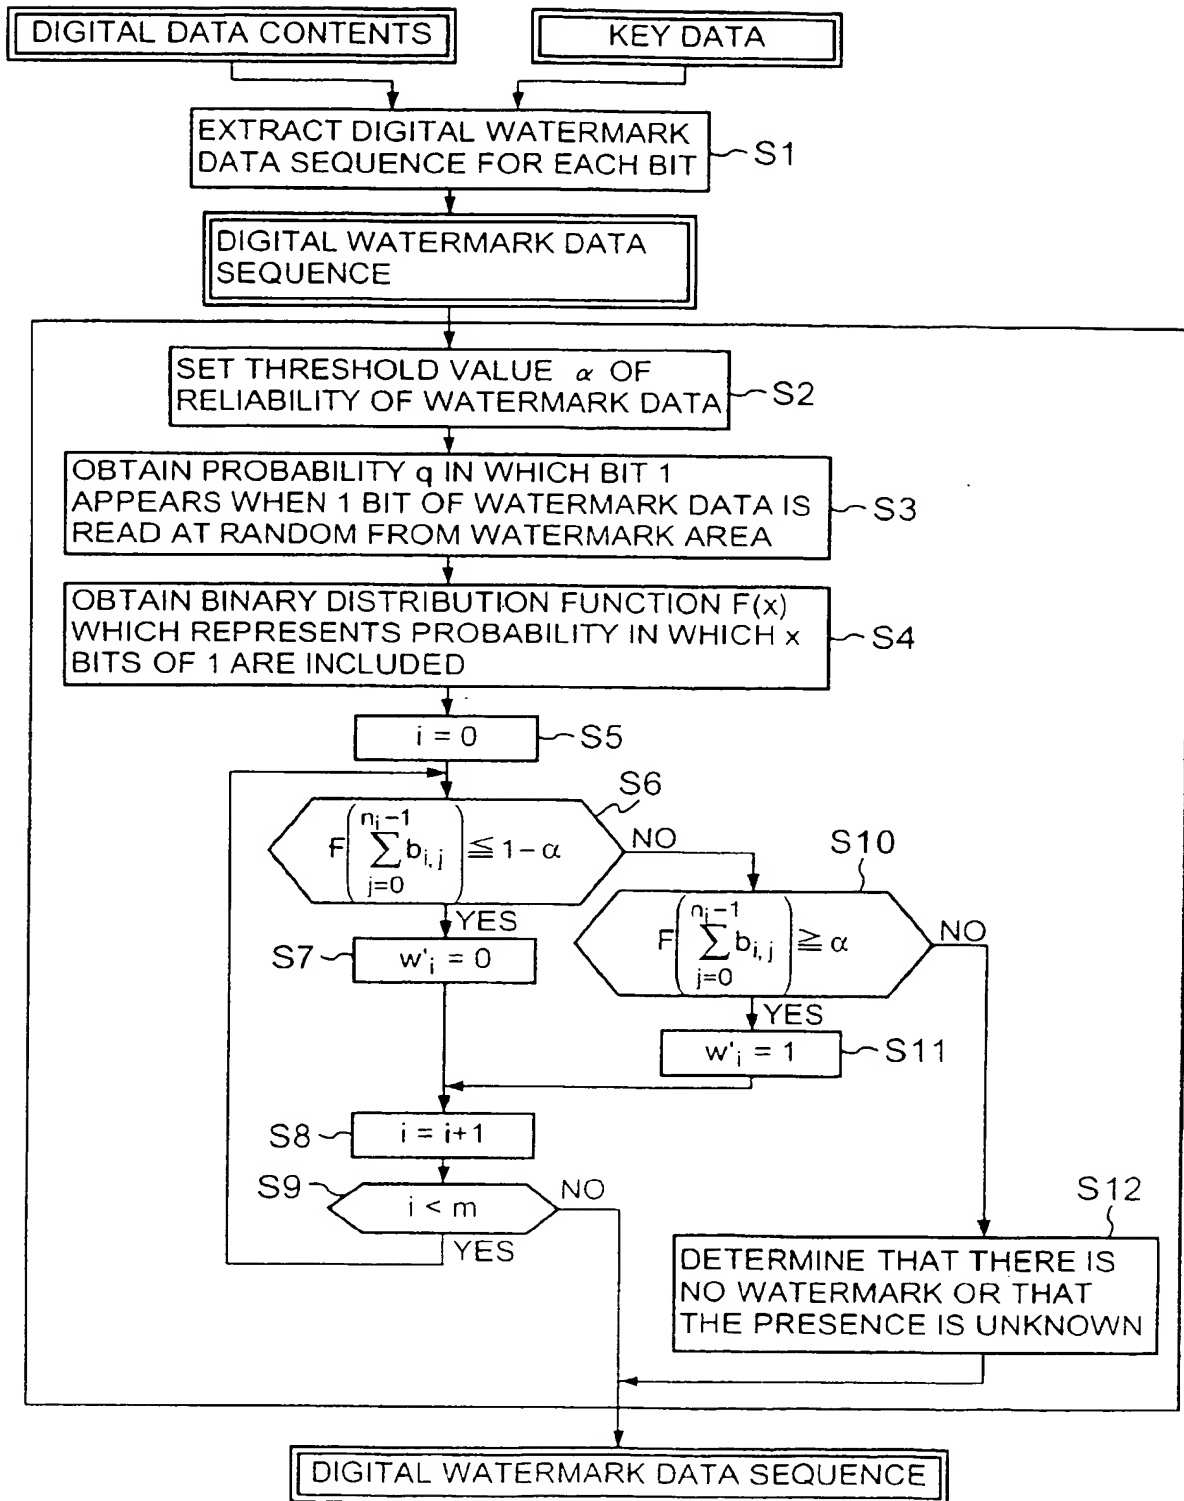 DIGITAL DATA CONTENTS
KEY DATA
EXTRACT DIGITAL WATERMARK
DATA SEQUENCE FOR EACH BIT
S1
DIGITAL WATERMARK DATA
SEQUENCE
SET THRESHOLD VALUE α OF
RELIABILITY OF WATERMARK DATA
S2
OBTAIN PROBABILITY q IN WHICH BIT 1
APPEARS WHEN 1 BIT OF WATERMARK DATA IS
READ AT RANDOM FROM WATERMARK AREA
S3
OBTAIN BINARY DISTRIBUTION FUNCTION F(x)
WHICH REPRESENTS PROBABILITY IN WHICH x
BITS OF 1 ARE INCLUDED
S4
i = 0
S5
S6
F(∑_{j=0}^{n_i-1} b_{i,j}) ≦ 1-α
NO
YES
S10
F(∑_{j=0}^{n_i-1} b_{i,j}) ≧ α
NO
YES
S7
w'_i = 0
w'_i = 1
S11
S8
i = i+1
S9
i < m
NO
YES
S12
DETERMINE THAT THERE IS
NO WATERMARK OR THAT
THE PRESENCE IS UNKNOWN
DIGITAL WATERMARK DATA SEQUENCE